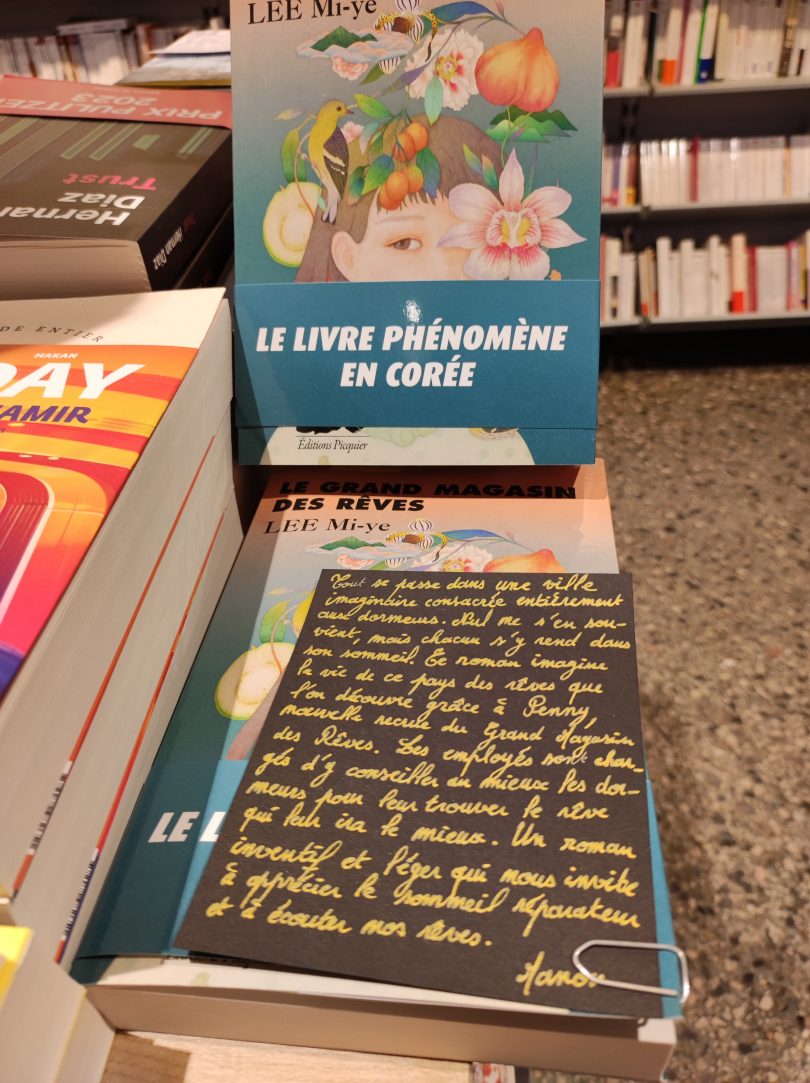 LEE Mi-ye
PRIX PULITZER
2023
Hernan
Diaz
Trust
Hernan Diaz
DE ENTIER
HAKAN
DAY
LE LIVRE PHÉNOMÈNE
EN CORÉE
Éditions Picquier
LE GRAND MAGASIN
DES RÊVES
LEE Mi-ye
LE L
Tout se passe dans une ville
imaginaire consacrée entièrement
aux dormeurs. Nul ne s'en sou-
vient, mais chacun s'y rend dans
son sommeil. Ce roman imagine
la vie de ce pays des rêves que
l'on découvre grâce à Penny,
nouvelle recrue du Grand Magasin
des Rêves. Les employés sont char-
gés d'y conseiller au mieux les dor-
meurs pour leur trouver le rêve
qui leur ira le mieux. Un roman
inventif et léger qui nous invite
à apprécier le sommeil réparateur
et à écouter nos rêves.
Manon